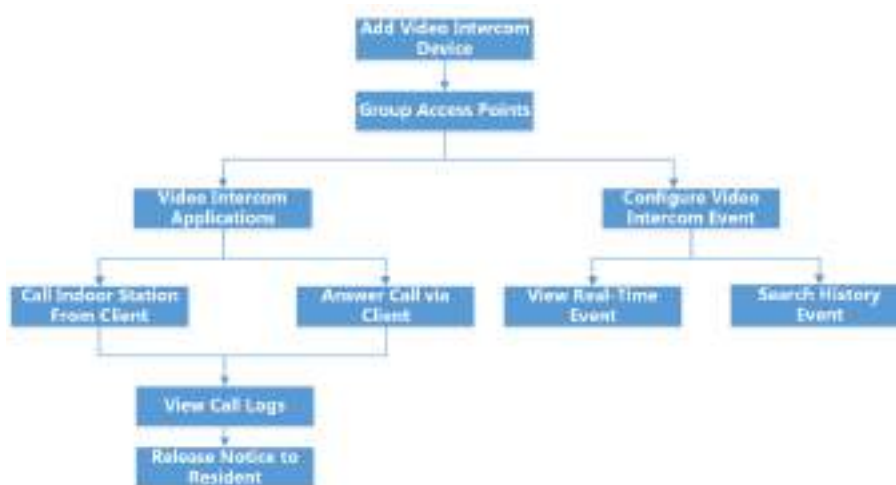 Add Video Intercom
Device
Group Access Points
Video Intercom
Applications
Configure Video
Intercom Event
Call Indoor Station
From Client
Answer Call via
Client
View Real-Time
Event
Search History
Event
View Call Logs
Release Notice to
Resident